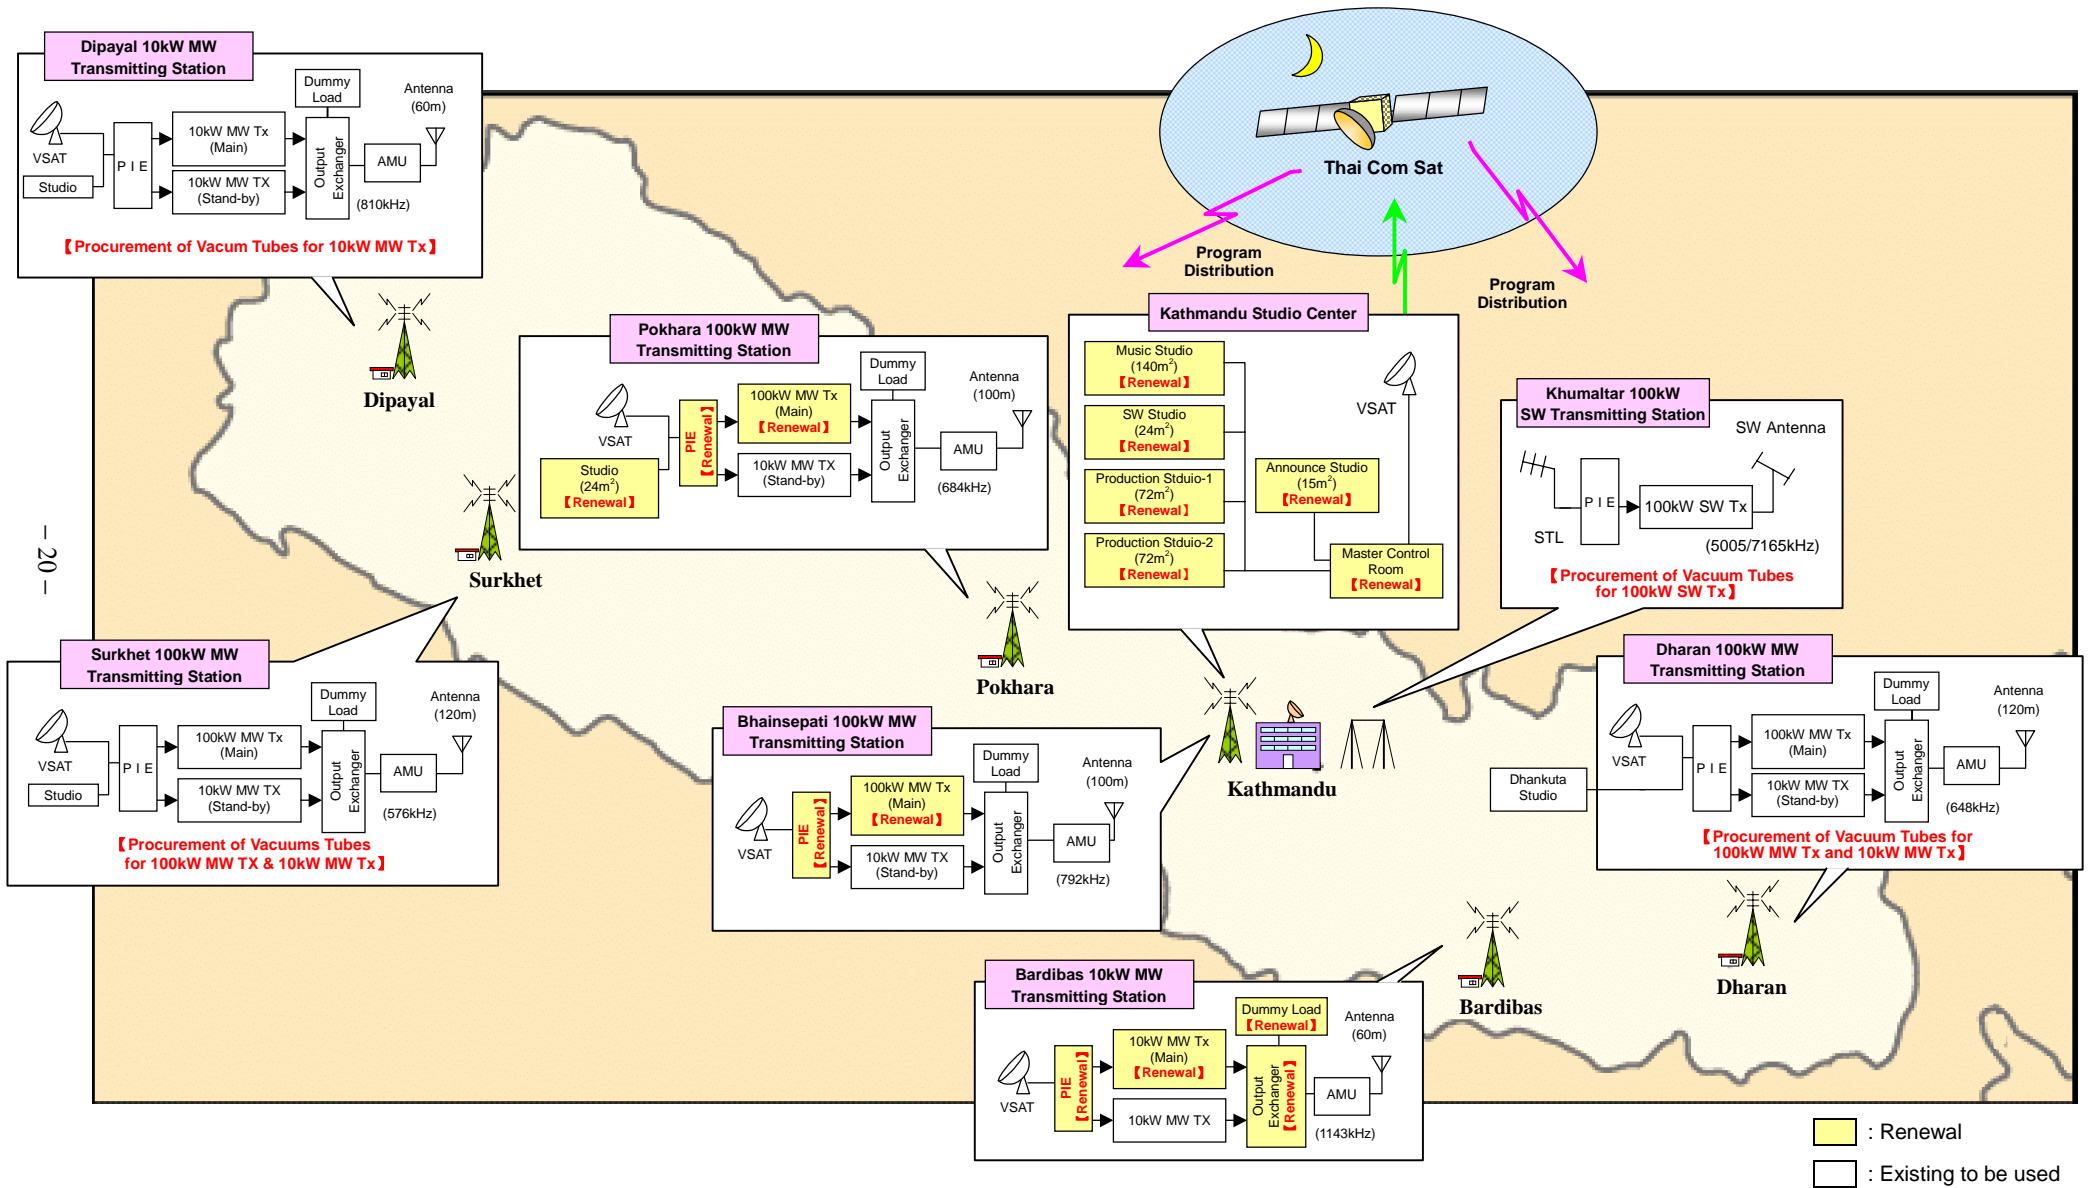 Dipayal 10kW MW
Transmitting Station
Dummy
Load
Antenna
(60m)
VSAT
Studio
P I E
10kW MW Tx
(Main)
10kW MW TX
(Stand-by)
Output
Exchanger
AMU
(810kHz)
【Procurement of Vacum Tubes for 10kW MW Tx】
Dipayal
Thai Com Sat
Program
Distribution
Program
Distribution
Pokhara 100kW MW
Transmitting Station
Dummy
Load
Antenna
(100m)
VSAT
Studio
(24m²)
【Renewal】
PIE
【Renewal】
100kW MW Tx
(Main)
【Renewal】
10kW MW TX
(Stand-by)
Output
Exchanger
AMU
(684kHz)
Pokhara
Kathmandu Studio Center
Music Studio
(140m²)
【Renewal】
SW Studio
(24m²)
【Renewal】
Production Stduio-1
(72m²)
【Renewal】
Production Stduio-2
(72m²)
【Renewal】
Announce Studio
(15m²)
【Renewal】
VSAT
Master Control
Room
【Renewal】
Khumaltar 100kW
SW Transmitting Station
SW Antenna
STL
P I E
100kW SW Tx
(5005/7165kHz)
【Procurement of Vacuum Tubes
for 100kW SW Tx】
– 20 –
Surkhet
Surkhet 100kW MW
Transmitting Station
Dummy
Load
Antenna
(120m)
VSAT
Studio
P I E
100kW MW Tx
(Main)
10kW MW TX
(Stand-by)
Output
Exchanger
AMU
(576kHz)
【Procurement of Vacuums Tubes
for 100kW MW TX & 10kW MW Tx】
Bhainsepati 100kW MW
Transmitting Station
Dummy
Load
Antenna
(100m)
VSAT
PIE
【Renewal】
100kW MW Tx
(Main)
【Renewal】
10kW MW TX
(Stand-by)
Output
Exchanger
AMU
(792kHz)
Kathmandu
Dharan 100kW MW
Transmitting Station
Dummy
Load
Antenna
(120m)
VSAT
Dhankuta
Studio
P I E
100kW MW Tx
(Main)
10kW MW TX
(Stand-by)
Output
Exchanger
AMU
(648kHz)
【Procurement of Vacuum Tubes for
100kW MW Tx and 10kW MW Tx】
Dharan
Bardibas
Bardibas 10kW MW
Transmitting Station
Dummy Load
【Renewal】
Antenna
(60m)
VSAT
PIE
【Renewal】
10kW MW Tx
(Main)
【Renewal】
10kW MW TX
Output
Exchanger
【Renewal】
AMU
(1143kHz)
: Renewal
: Existing to be used